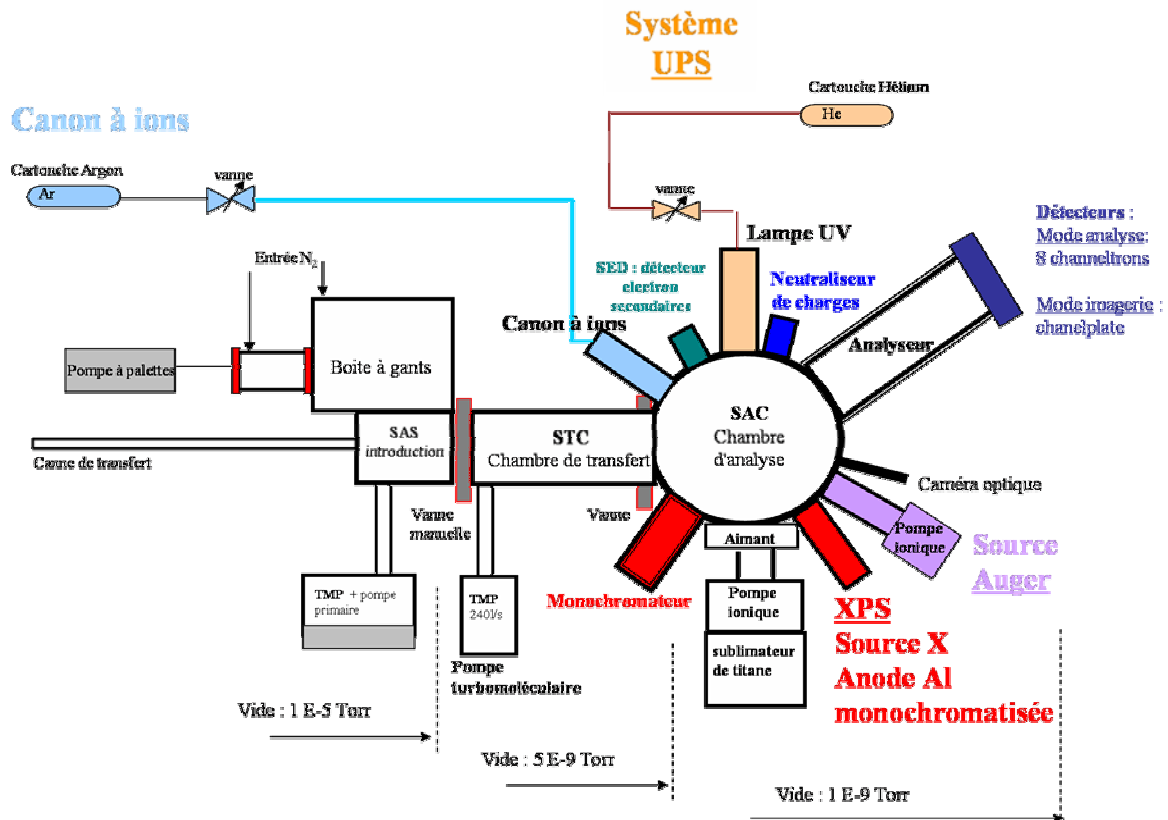 Système
UPS
Cartouche Hélium
He
Canon à ions
Cartouche Argon
Ar
vanne
vanne
Lampe UV
Détecteurs :
Mode analyse:
8 channeltrons
Mode imagerie :
chanelplate
Entrée N2
SED : détecteur
electron
secondaires
Neutraliseur
de charges
Canon à ions
Analyseur
Pompe à palettes
Boite à gants
SAS
introduction
STC
Chambre de transfert
SAC
Chambre
d'analyse
Canne de transfert
Caméra optique
Vanne
manuelle
Vanne
Aimant
Pompe
ionique
Source
Auger
TMP + pompe
primaire
TMP
240l/s
Monochromateur
Pompe
ionique
XPS
Source X
Anode Al
monochromatisée
sublimateur
de titane
Pompe
turbomoléculaire
Vide : 1 E-5 Torr
Vide : 5 E-9 Torr
Vide : 1 E-9 Torr